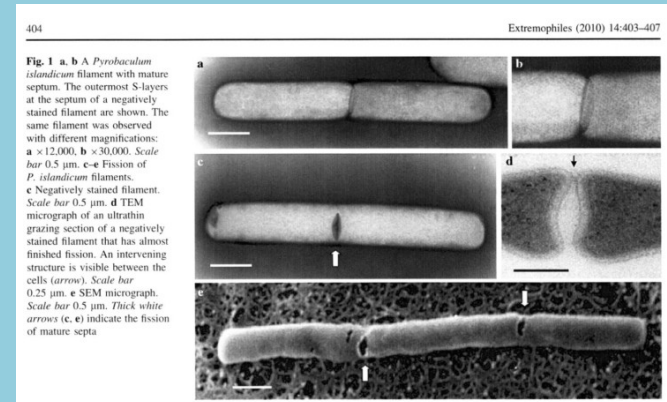 404
Extremophiles (2010) 14:403–407
Fig. 1 a, b A Pyrobaculum
islandicum filament with mature
septum. The outermost S-layers
at the septum of a negatively
stained filament are shown. The
same filament was observed
with different magnifications:
a ×12,000, b ×30,000. Scale
bar 0.5 μm. c–e Fission of
P. islandicum filaments.
c Negatively stained filament.
Scale bar 0.5 μm. d TEM
micrograph of an ultrathin
grazing section of a negatively
stained filament that has almost
finished fission. An intervening
structure is visible between the
cells (arrow). Scale bar
0.25 μm. e SEM micrograph.
Scale bar 0.5 μm. Thick white
arrows (c, e) indicate the fission
of mature septa
a
b
c
d
e